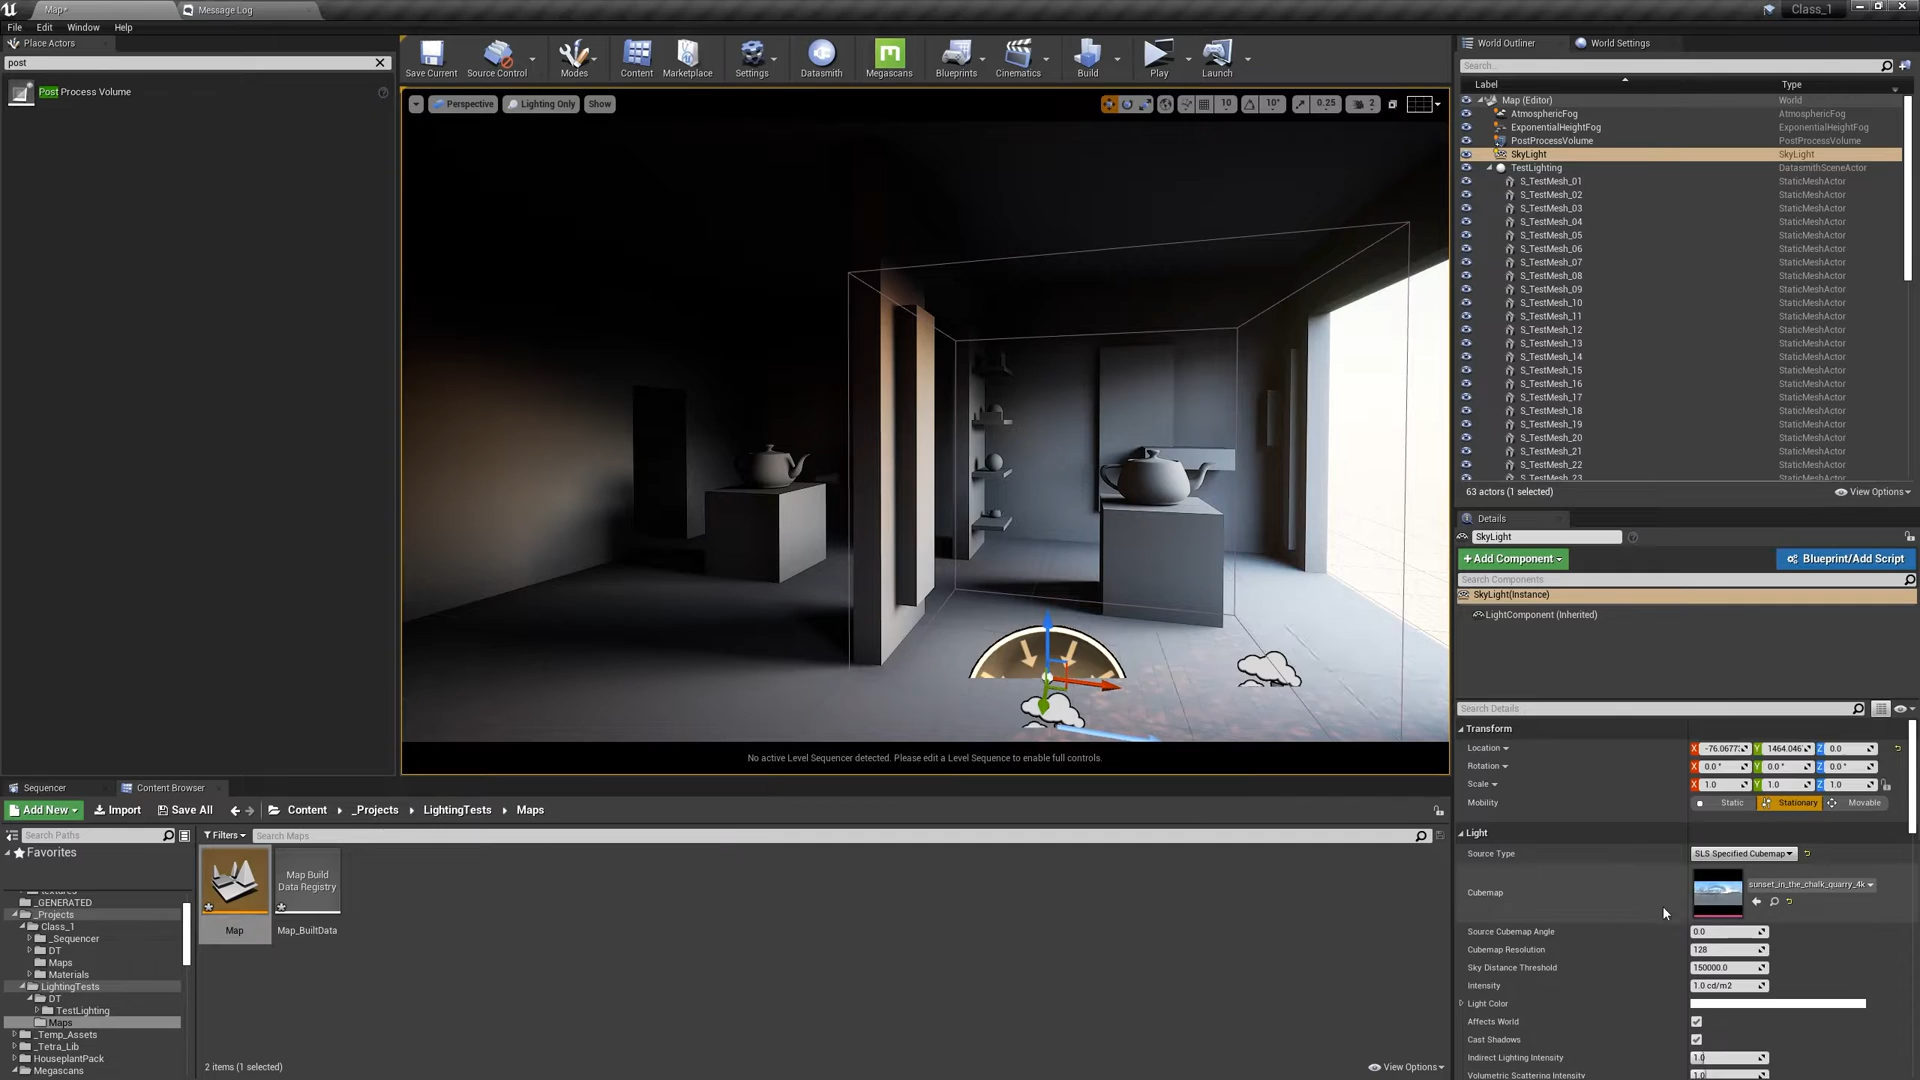 Map*
Message Log
Class_1
File Edit Window Help
Place Actors
post
Post Process Volume
Save Current
Source Control
Modes
Content
Marketplace
Settings
Datasmith
Megascans
Blueprints
Cinematics
Build
Play
Launch
Perspective
Lighting Only
Show
10
10°
0.25
2
No active Level Sequencer detected. Please edit a Level Sequence to enable full controls.
World Outliner
World Settings
Search...
Label Type
Map (Editor) World
AtmosphericFog AtmosphericFog
ExponentialHeightFog ExponentialHeightFog
PostProcessVolume PostProcessVolume
SkyLight SkyLight
TestLighting DatasmithSceneActor
S_TestMesh_01 StaticMeshActor
S_TestMesh_02 StaticMeshActor
S_TestMesh_03 StaticMeshActor
S_TestMesh_04 StaticMeshActor
S_TestMesh_05 StaticMeshActor
S_TestMesh_06 StaticMeshActor
S_TestMesh_07 StaticMeshActor
S_TestMesh_08 StaticMeshActor
S_TestMesh_09 StaticMeshActor
S_TestMesh_10 StaticMeshActor
S_TestMesh_11 StaticMeshActor
S_TestMesh_12 StaticMeshActor
S_TestMesh_13 StaticMeshActor
S_TestMesh_14 StaticMeshActor
S_TestMesh_15 StaticMeshActor
S_TestMesh_16 StaticMeshActor
S_TestMesh_17 StaticMeshActor
S_TestMesh_18 StaticMeshActor
S_TestMesh_19 StaticMeshActor
S_TestMesh_20 StaticMeshActor
S_TestMesh_21 StaticMeshActor
S_TestMesh_22 StaticMeshActor
S_TestMesh_23 StaticMeshActor
63 actors (1 selected)
View Options
Details
SkyLight
+Add Component
Blueprint/Add Script
Search Components
SkyLight(Instance)
LightComponent (Inherited)
Search Details
Transform
Location X -76.0677 Y 1464.046 Z 0.0
Rotation X 0.0 ° Y 0.0 ° Z 0.0 °
Scale X 1.0 Y 1.0 Z 1.0
Mobility Static Stationary Movable
Light
Source Type SLS Specified Cubemap
Cubemap sunset_in_the_chalk_quarry_4k
Source Cubemap Angle 0.0
Cubemap Resolution 128
Sky Distance Threshold 150000.0
Intensity 1.0 cd/m2
Light Color
Affects World
Cast Shadows
Indirect Lighting Intensity 1.0
Volumetric Scattering Intensity 1.0
Sequencer
Content Browser
Add New
Import
Save All
Content
_Projects
LightingTests
Maps
Search Paths
Filters
Search Maps
Favorites
textures
_GENERATED
_Projects
Class_1
_Sequencer
DT
Maps
Materials
LightingTests
DT
TestLighting
Maps
_Temp_Assets
_Tetra_Lib
HouseplantPack
Megascans
Map Build
Data Registry
Map
Map_BuiltData
2 items (1 selected)
View Options